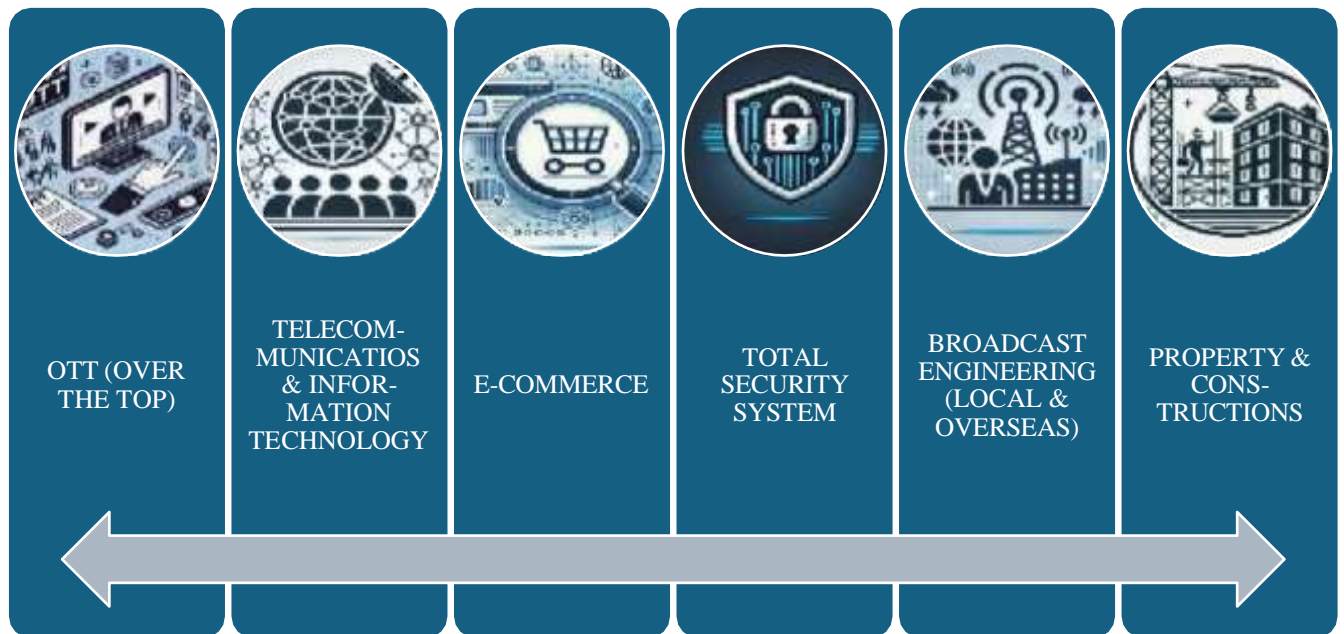 OTT (OVER
THE TOP)
TELECOM-
MUNICATIOS
& INFOR-
MATION
TECHNOLOGY
E-COMMERCE
TOTAL
SECURITY
SYSTEM
BROADCAST
ENGINEERING
(LOCAL &
OVERSEAS)
PROPERTY &
CONS-
TRUCTIONS